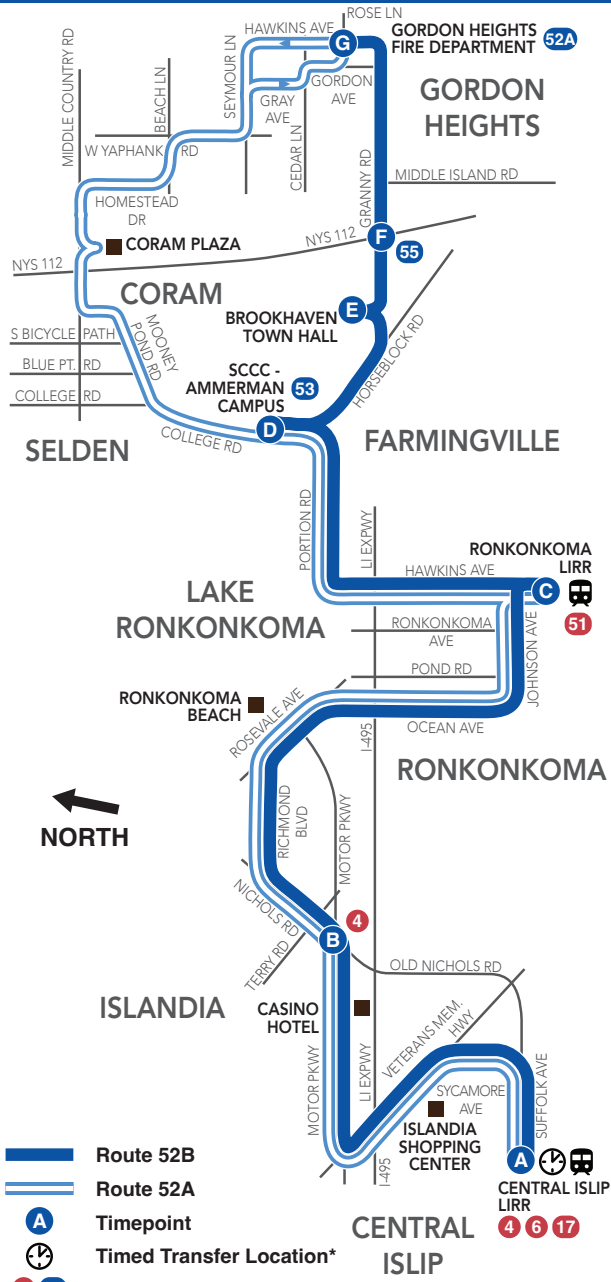 ROSE LN
HAWKINS AVE
G
GORDON HEIGHTS
FIRE DEPARTMENT
52A
MIDDLE COUNTRY RD
BEACH LN
SEYMOUR LN
GRAY
AVE
GORDON
AVE
GORDON
HEIGHTS
W YAPHANK RD
CEDAR LN
GRANNY RD
MIDDLE ISLAND RD
HOMESTEAD
DR
CORAM PLAZA
NYS 112
NYS 112
F
55
CORAM
BROOKHAVEN
TOWN HALL
E
S BICYCLE PATH
MOONEY
POND RD
BLUE PT. RD
COLLEGE RD
HORSEBLOCK RD
SCCC -
AMMERMAN
CAMPUS
53
D
COLLEGE RD
SELDEN
FARMINGVILLE
PORTION RD
LI EXPWY
RONKONKOMA
LIRR
HAWKINS AVE
C
51
LAKE
RONKONKOMA
RONKONKOMA
AVE
JOHNSON AVE
POND RD
RONKONKOMA
BEACH
ROSEVALE AVE
OCEAN AVE
I-495
RONKONKOMA
NORTH
RICHMOND
BLVD
MOTOR PKWY
NICHOLS RD
4
B
TERRY RD
OLD NICHOLS RD
ISLANDIA
CASINO
HOTEL
VETERANS MEM.
HWY
MOTOR PKWY
LI EXPWY
SYCAMORE
AVE
SUFFOLK AVE
ISLANDIA
SHOPPING
CENTER
I-495
A
CENTRAL ISLIP
LIRR
4 6 17
CENTRAL
ISLIP
Route 52B
Route 52A
A Timepoint
Timed Transfer Location*